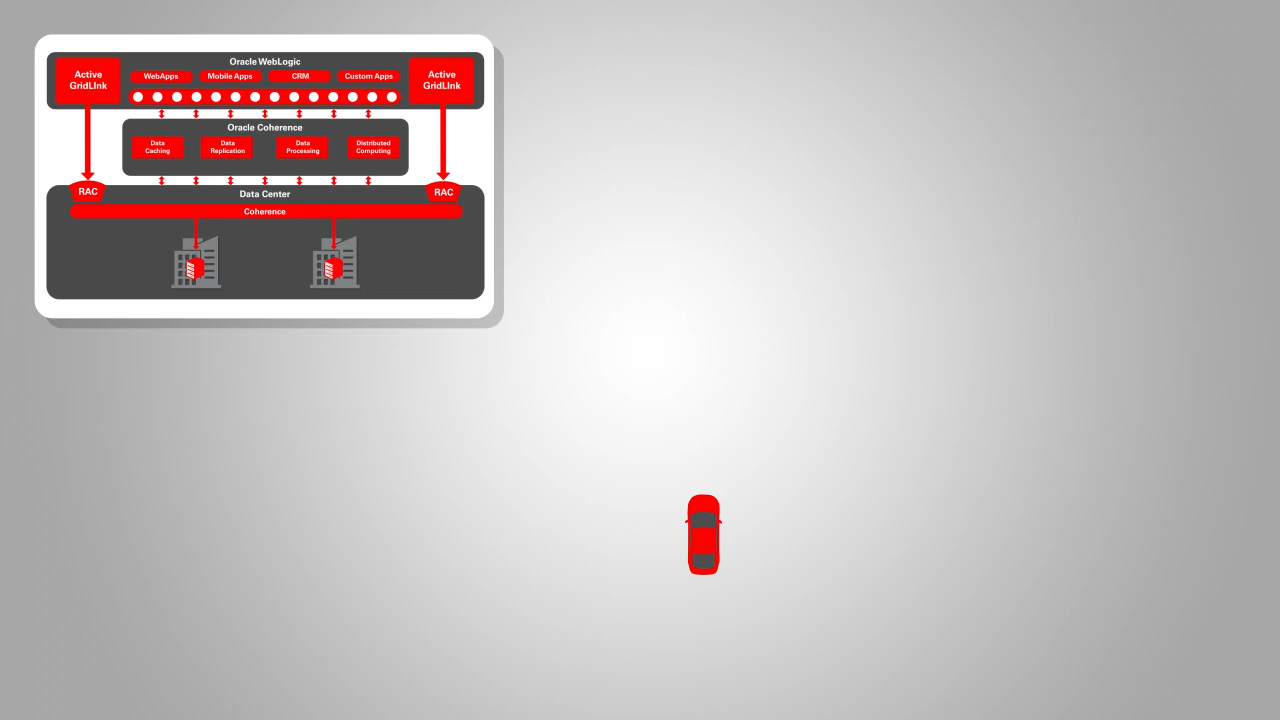 Oracle WebLogic
Active
GridLInk
WebApps
Mobile Apps
CRM
Custom Apps
Active
GridLInk
Oracle Coherence
Data
Caching
Data
Replication
Data
Processing
Distributed
Computing
RAC
Data Center
RAC
Coherence